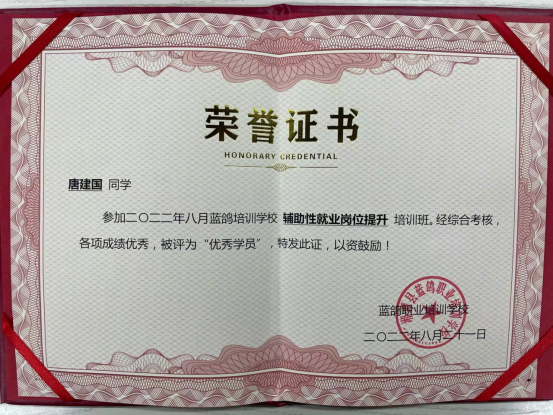 荣誉证书
HONORARY CREDENTIAL
唐建国 同学
参加二〇二二年八月蓝鸽培训学校 辅助性就业岗位提升 培训班。经综合考核，
各项成绩优秀，被评为“优秀学员”，特发此证，以资鼓励！
蓝鸽职业培训学校
二〇二二年八月二十一日